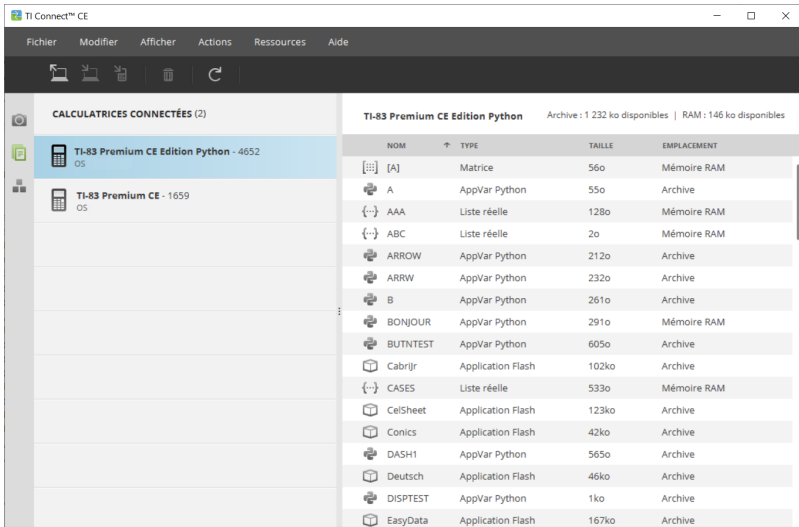 TI Connect™ CE
Fichier Modifier Afficher Actions Ressources Aide
CALCULATRICES CONNECTÉES (2)
TI-83 Premium CE Edition Python - 4652
OS
TI-83 Premium CE - 1659
OS
TI-83 Premium CE Edition Python Archive : 1 232 ko disponibles | RAM : 146 ko disponibles
NOM TYPE TAILLE EMPLACEMENT
[A] Matrice 56o Mémoire RAM
A AppVar Python 55o Archive
AAA Liste réelle 128o Mémoire RAM
ABC Liste réelle 2o Mémoire RAM
ARROW AppVar Python 212o Archive
ARRW AppVar Python 232o Archive
B AppVar Python 261o Archive
BONJOUR AppVar Python 291o Mémoire RAM
BUTNTEST AppVar Python 605o Archive
CabriJr Application Flash 102ko Archive
CASES Liste réelle 533o Mémoire RAM
CelSheet Application Flash 123ko Archive
Conics Application Flash 42ko Archive
DASH1 AppVar Python 565o Archive
Deutsch Application Flash 46ko Archive
DISPTEST AppVar Python 1ko Archive
EasyData Application Flash 167ko Archive